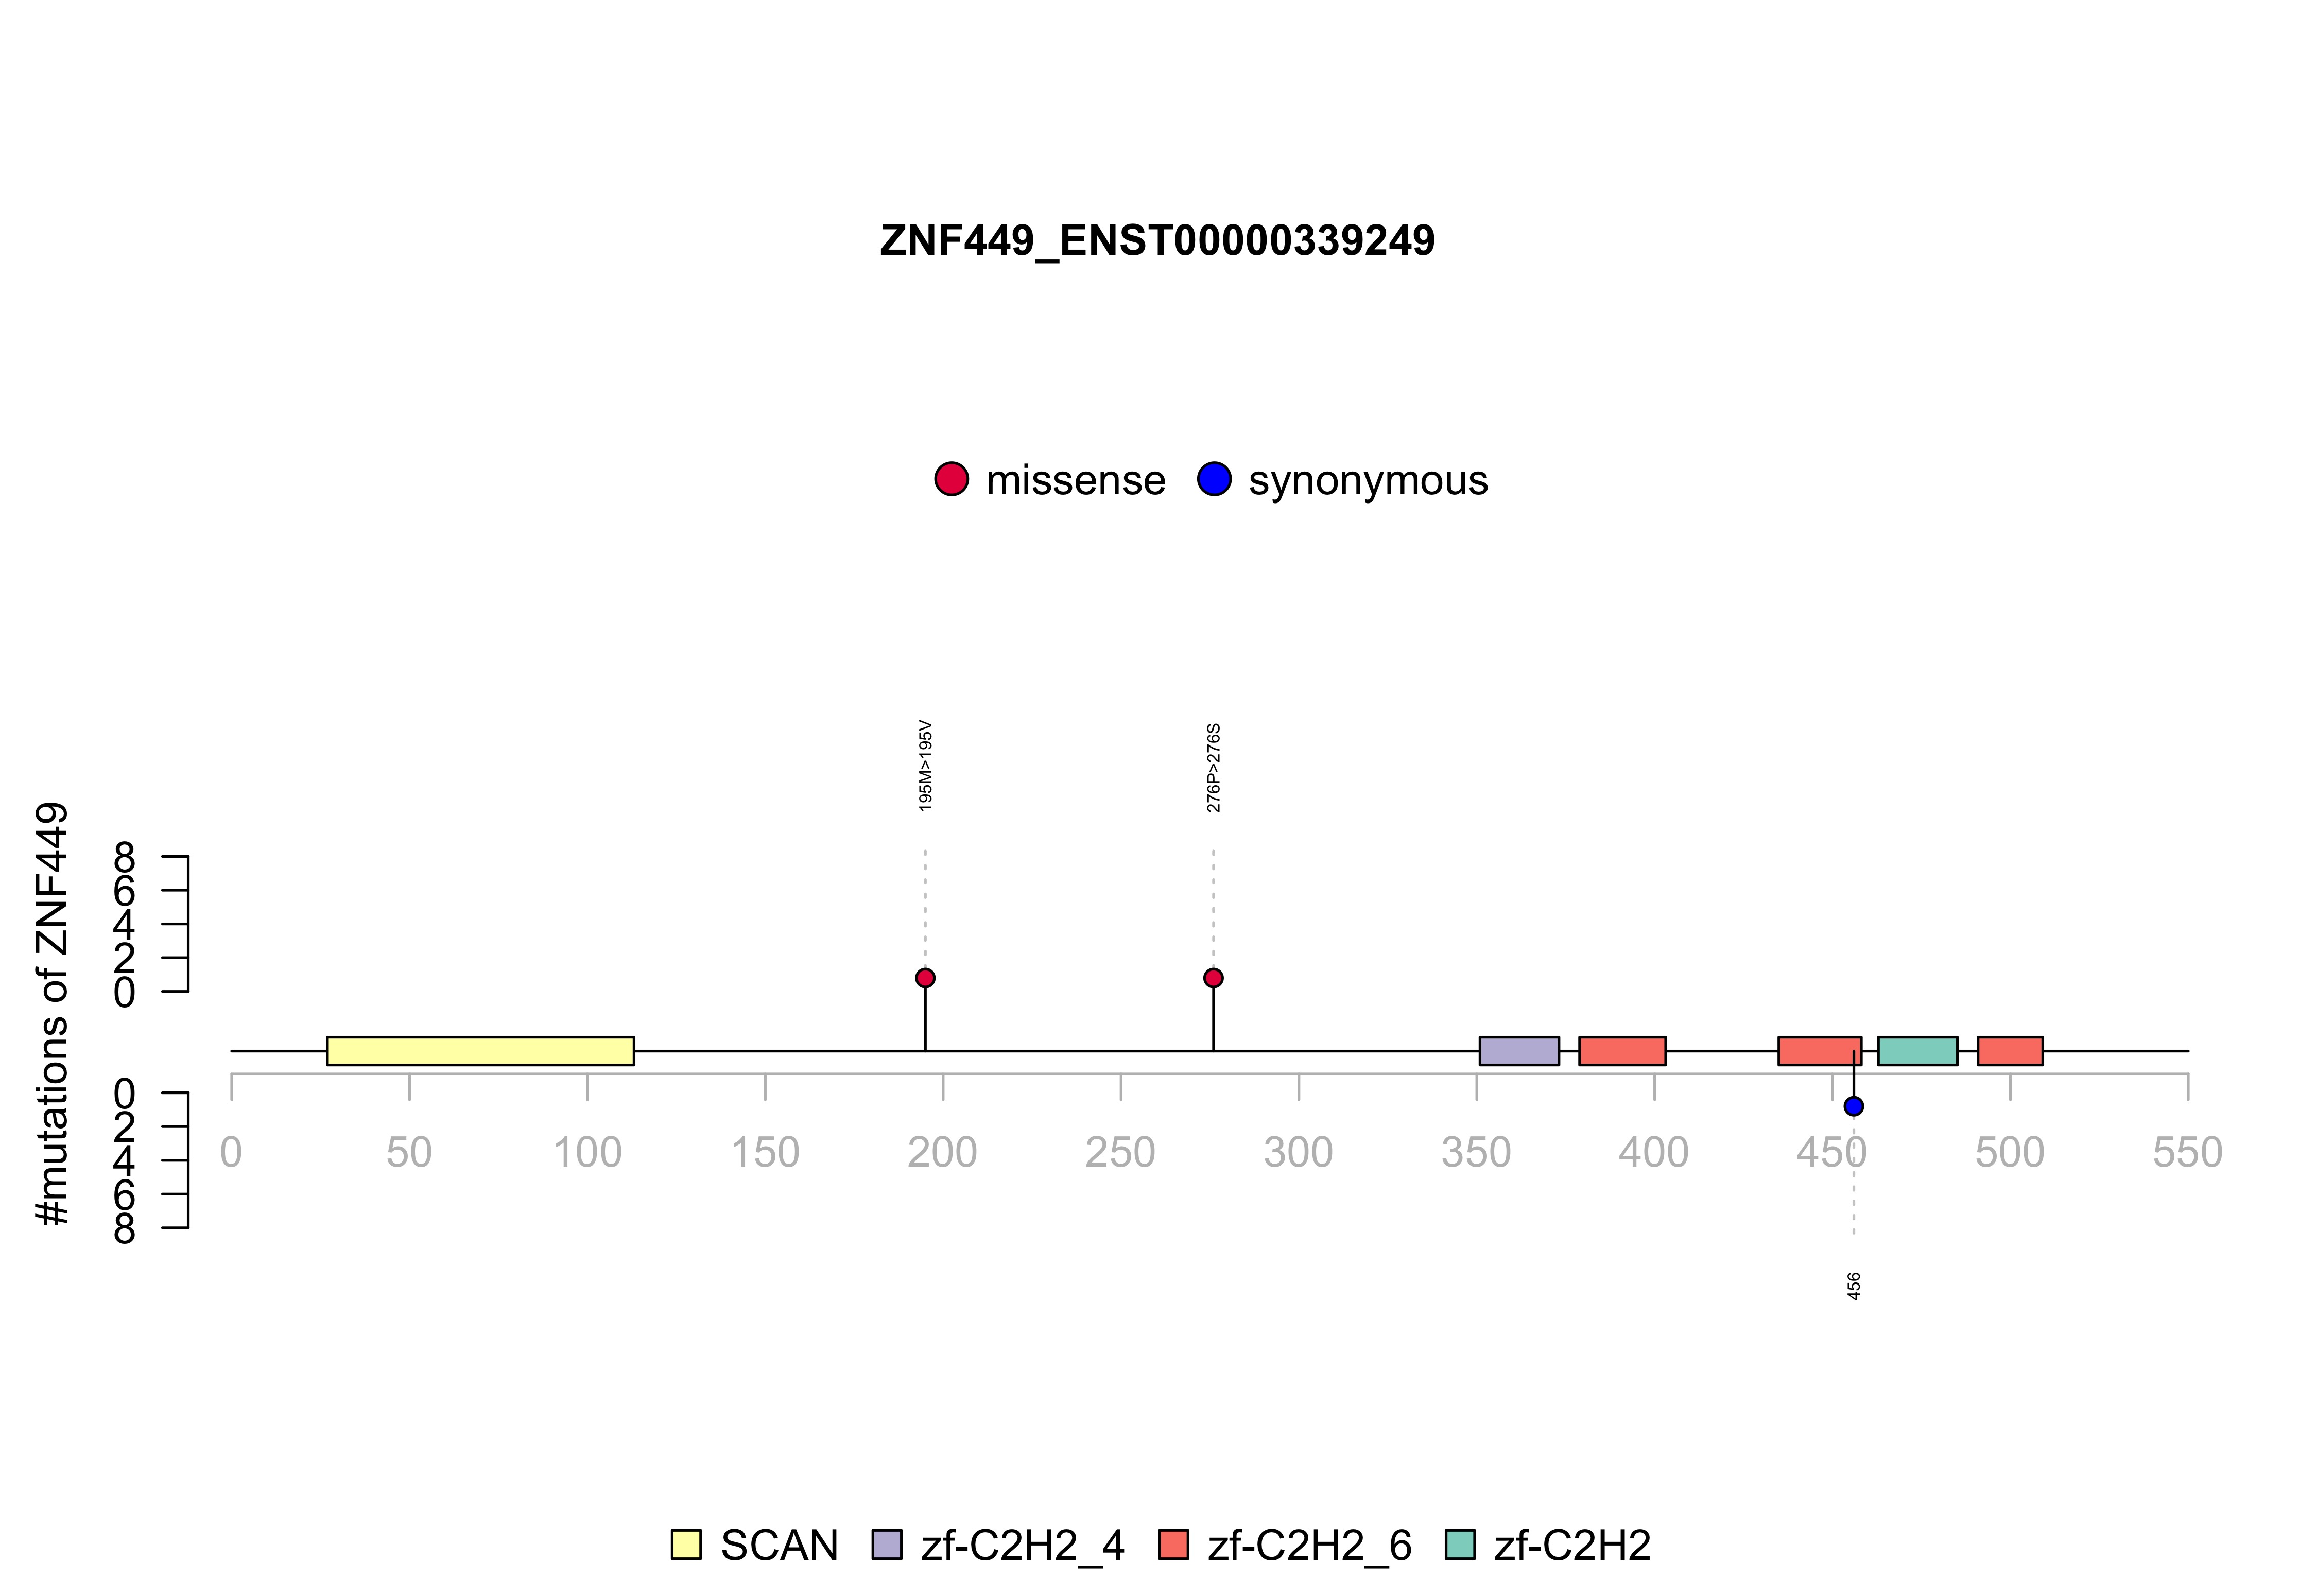 ZNF449_ENST00000339249
missense synonymous
195M>195V
276P>276S
#mutations of ZNF449
8
6
4
2
0
0
2
4
6
8
0 50 100 150 200 250 300 350 400 450 500 550
456
SCAN zf-C2H2_4 zf-C2H2_6 zf-C2H2